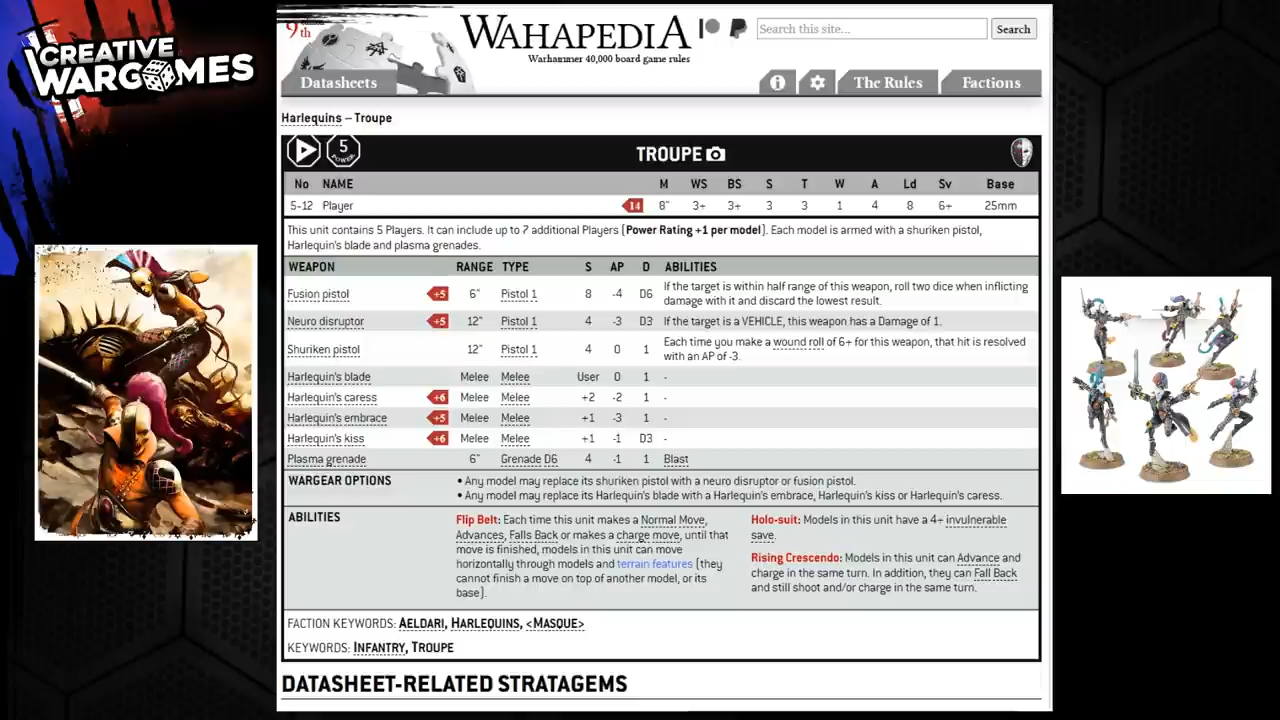 CREATIVE
WARGAMES
9th
WAHAPEDIA
Warhammer 40,000 board game rules
Search this site...
Search
Datasheets
The Rules
Factions
Harlequins – Troupe
5
POWER
TROUPE
No NAME M WS BS S T W A Ld Sv Base
5-12 Player 14 8" 3+ 3+ 3 3 1 4 8 6+ 25mm
This unit contains 5 Players. It can include up to 7 additional Players (Power Rating +1 per model). Each model is armed with a shuriken pistol,
Harlequin's blade and plasma grenades.
WEAPON RANGE TYPE S AP D ABILITIES
Fusion pistol +5 6" Pistol 1 8 -4 D6 If the target is within half range of this weapon, roll two dice when inflicting
damage with it and discard the lowest result.
Neuro disruptor +5 12" Pistol 1 4 -3 D3 If the target is a VEHICLE, this weapon has a Damage of 1.
Shuriken pistol 12" Pistol 1 4 0 1 Each time you make a wound roll of 6+ for this weapon, that hit is resolved
with an AP of -3.
Harlequin's blade Melee Melee User 0 1 -
Harlequin's caress +6 Melee Melee +2 -2 1 -
Harlequin's embrace +5 Melee Melee +1 -3 1 -
Harlequin's kiss +6 Melee Melee +1 -1 D3 -
Plasma grenade 6" Grenade D6 4 -1 1 Blast
WARGEAR OPTIONS
• Any model may replace its shuriken pistol with a neuro disruptor or fusion pistol.
• Any model may replace its Harlequin's blade with a Harlequin's embrace, Harlequin's kiss or Harlequin's caress.
ABILITIES
Flip Belt: Each time this unit makes a Normal Move,
Advances, Falls Back or makes a charge move, until that
move is finished, models in this unit can move
horizontally through models and terrain features (they
cannot finish a move on top of another model, or its
base).
Holo-suit: Models in this unit have a 4+ invulnerable
save.
Rising Crescendo: Models in this unit can Advance and
charge in the same turn. In addition, they can Fall Back
and still shoot and/or charge in the same turn.
FACTION KEYWORDS: AELDARI, HARLEQUINS, <MASQUE>
KEYWORDS: INFANTRY, TROUPE
DATASHEET-RELATED STRATAGEMS